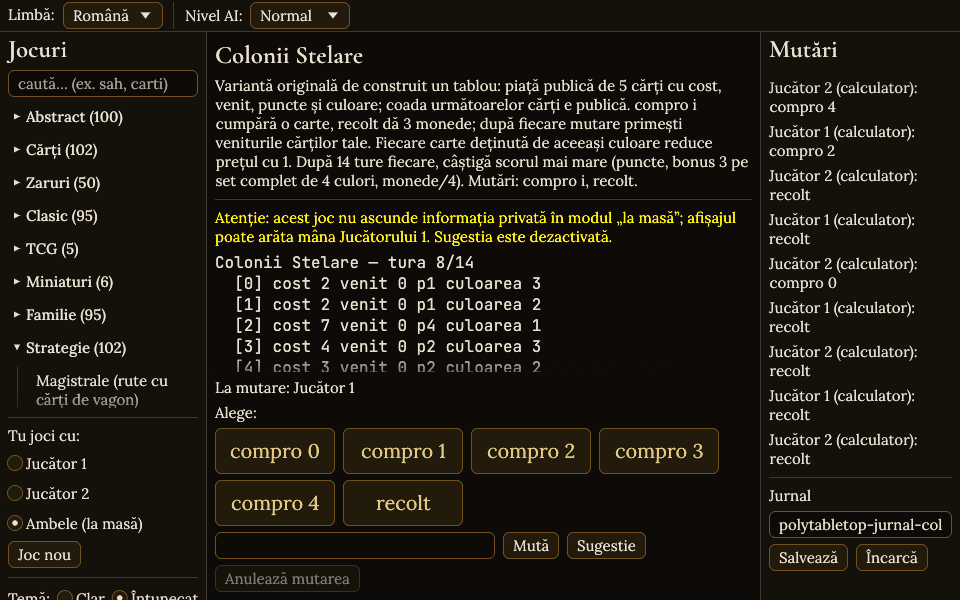 Limbă: Română ▼ Nivel AI: Normal ▼
Jocuri
caută... (ex. sah, carti)
▸ Abstract (100)
▸ Cărți (102)
▸ Zaruri (50)
▸ Clasic (95)
▸ TCG (5)
▸ Miniaturi (6)
▸ Familie (95)
▾ Strategie (102)
Magistrale (rute cu
cărți de vagon)
Tu joci cu:
Jucător 1
Jucător 2
Ambele (la masă)
Joc nou
Temă: Clar Întunecat
Colonii Stelare
Variantă originală de construit un tablou: piață publică de 5 cărți cu cost,
venit, puncte și culoare; coada următoarelor cărți e publică. compro i
cumpără o carte, recolt dă 3 monede; după fiecare mutare primești
veniturile cărților tale. Fiecare carte deținută de aceeași culoare reduce
prețul cu 1. După 14 ture fiecare, câștigă scorul mai mare (puncte, bonus 3 pe
set complet de 4 culori, monede/4). Mutări: compro i, recolt.
Atenție: acest joc nu ascunde informația privată în modul „la masă”; afișajul
poate arăta mâna Jucătorului 1. Sugestia este dezactivată.
Colonii Stelare — tura 8/14
[0] cost 2 venit 0 p1 culoarea 3
[1] cost 2 venit 0 p1 culoarea 2
[2] cost 7 venit 0 p4 culoarea 1
[3] cost 4 venit 0 p2 culoarea 3
[4] cost 3 venit 0 p2 culoarea 2
La mutare: Jucător 1
Alege:
compro 0 compro 1 compro 2 compro 3
compro 4 recolt
Mută Sugestie
Anulează mutarea
Mutări
Jucător 2 (calculator):
compro 4
Jucător 1 (calculator):
compro 2
Jucător 2 (calculator):
recolt
Jucător 1 (calculator):
recolt
Jucător 2 (calculator):
compro 0
Jucător 1 (calculator):
recolt
Jucător 2 (calculator):
recolt
Jucător 1 (calculator):
recolt
Jucător 2 (calculator):
recolt
Jurnal
polytabletop-jurnal-col
Salvează Încarcă